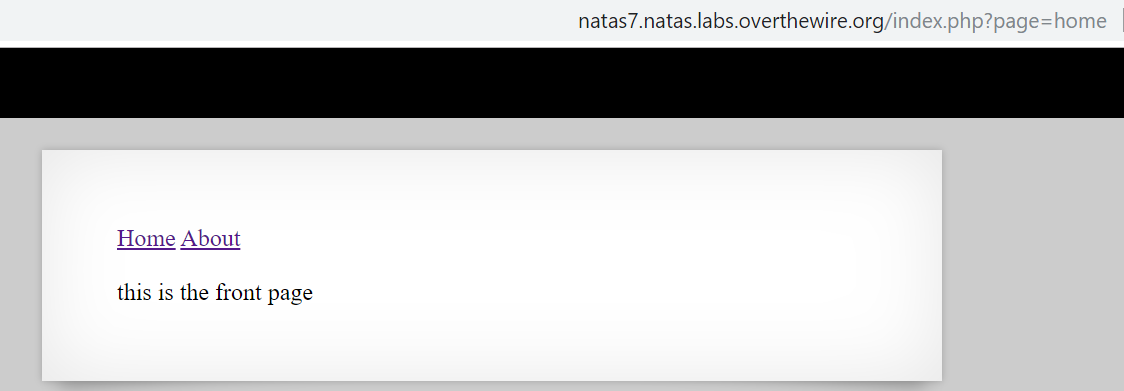 natas7.natas.labs.overthewire.org/index.php?page=home
Home About
this is the front page